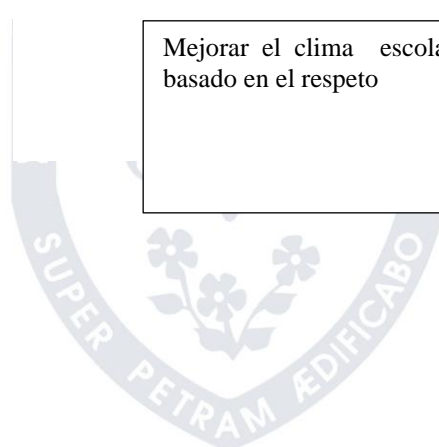 Mejorar el clima escola
basado en el respeto
SUPER PETRAM ÆDIFICABO